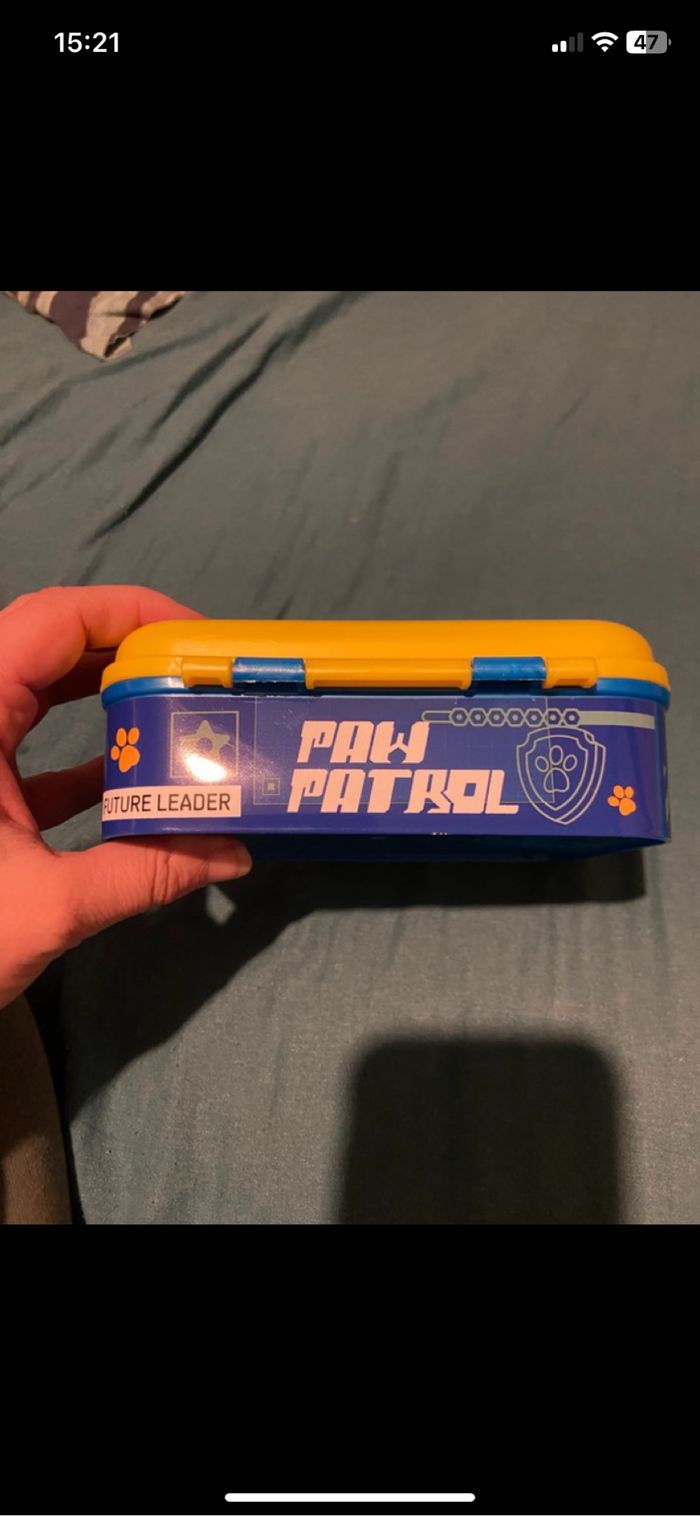 15:21
47
PAW
PATROL
FUTURE LEADER